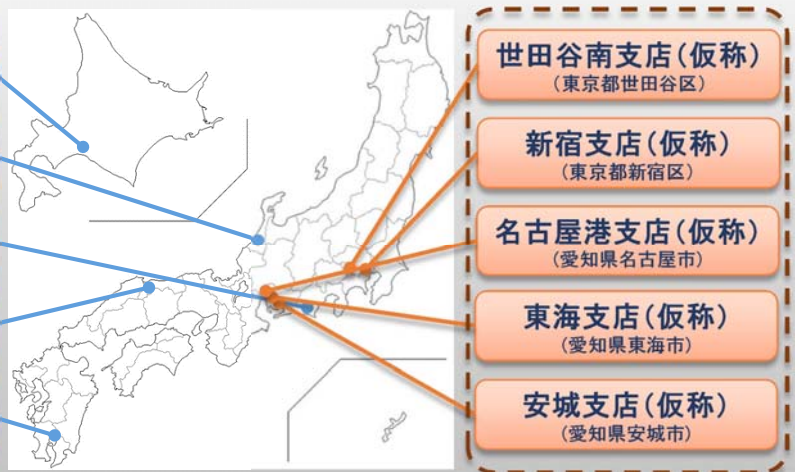 世田谷南支店(仮称)
(東京都世田谷区)
新宿支店(仮称)
(東京都新宿区)
名古屋港支店(仮称)
(愛知県名古屋市)
東海支店(仮称)
(愛知県東海市)
安城支店(仮称)
(愛知県安城市)